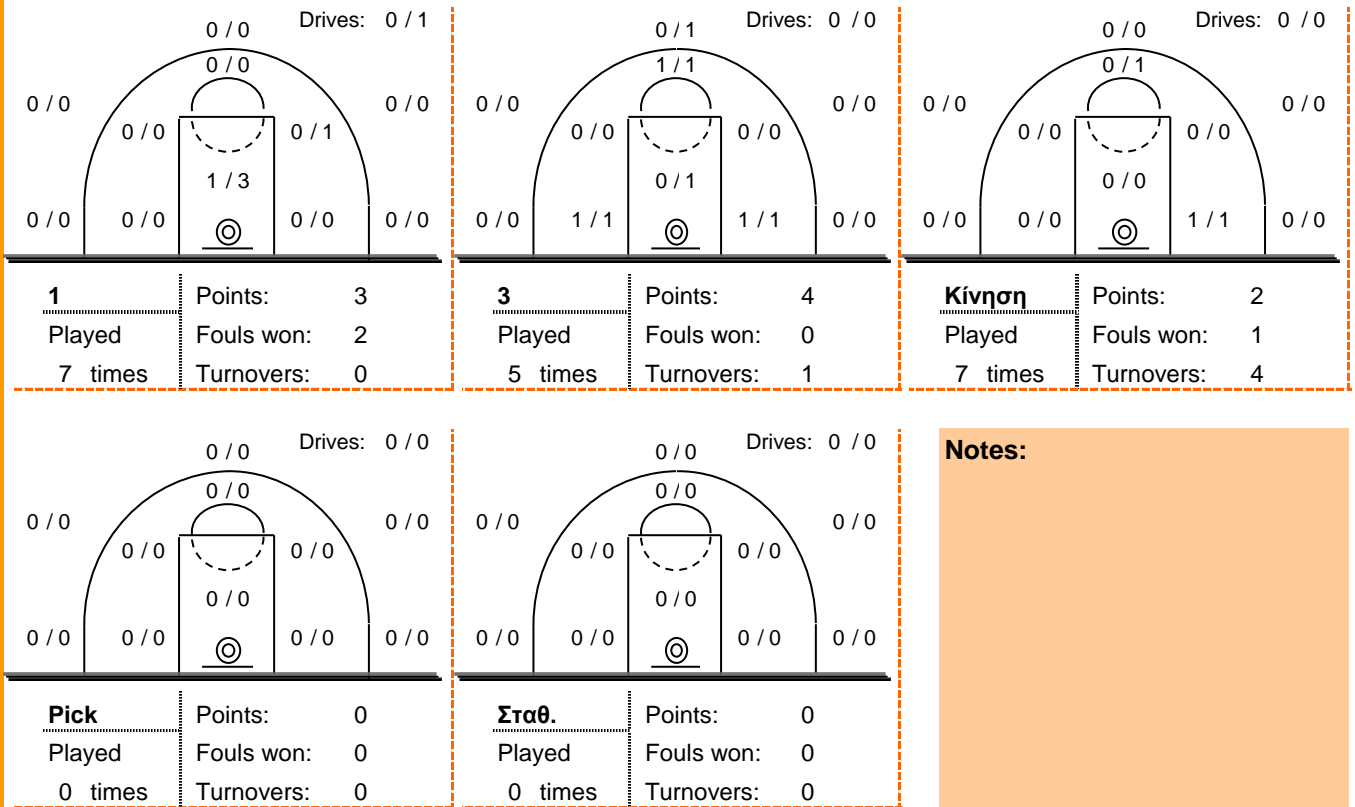 Drives: 0 / 1
0 / 0
0 / 0
0 / 0
0 / 0
0 / 0
0 / 1
1 / 3
0 / 0
0 / 0
0 / 0
0 / 0
1
Points: 3
Played
Fouls won: 2
7 times
Turnovers: 0
Drives: 0 / 0
0 / 1
1 / 1
0 / 0
0 / 0
0 / 0
0 / 0
0 / 1
0 / 0
1 / 1
1 / 1
0 / 0
3
Points: 4
Played
Fouls won: 0
5 times
Turnovers: 1
Drives: 0 / 0
0 / 0
0 / 1
0 / 0
0 / 0
0 / 0
0 / 0
0 / 0
0 / 0
0 / 0
1 / 1
0 / 0
Κίνηση
Points: 2
Played
Fouls won: 1
7 times
Turnovers: 4
Drives: 0 / 0
0 / 0
0 / 0
0 / 0
0 / 0
0 / 0
0 / 0
0 / 0
0 / 0
0 / 0
0 / 0
0 / 0
Pick
Points: 0
Played
Fouls won: 0
0 times
Turnovers: 0
Drives: 0 / 0
0 / 0
0 / 0
0 / 0
0 / 0
0 / 0
0 / 0
0 / 0
0 / 0
0 / 0
0 / 0
0 / 0
Σταθ.
Points: 0
Played
Fouls won: 0
0 times
Turnovers: 0
Notes: